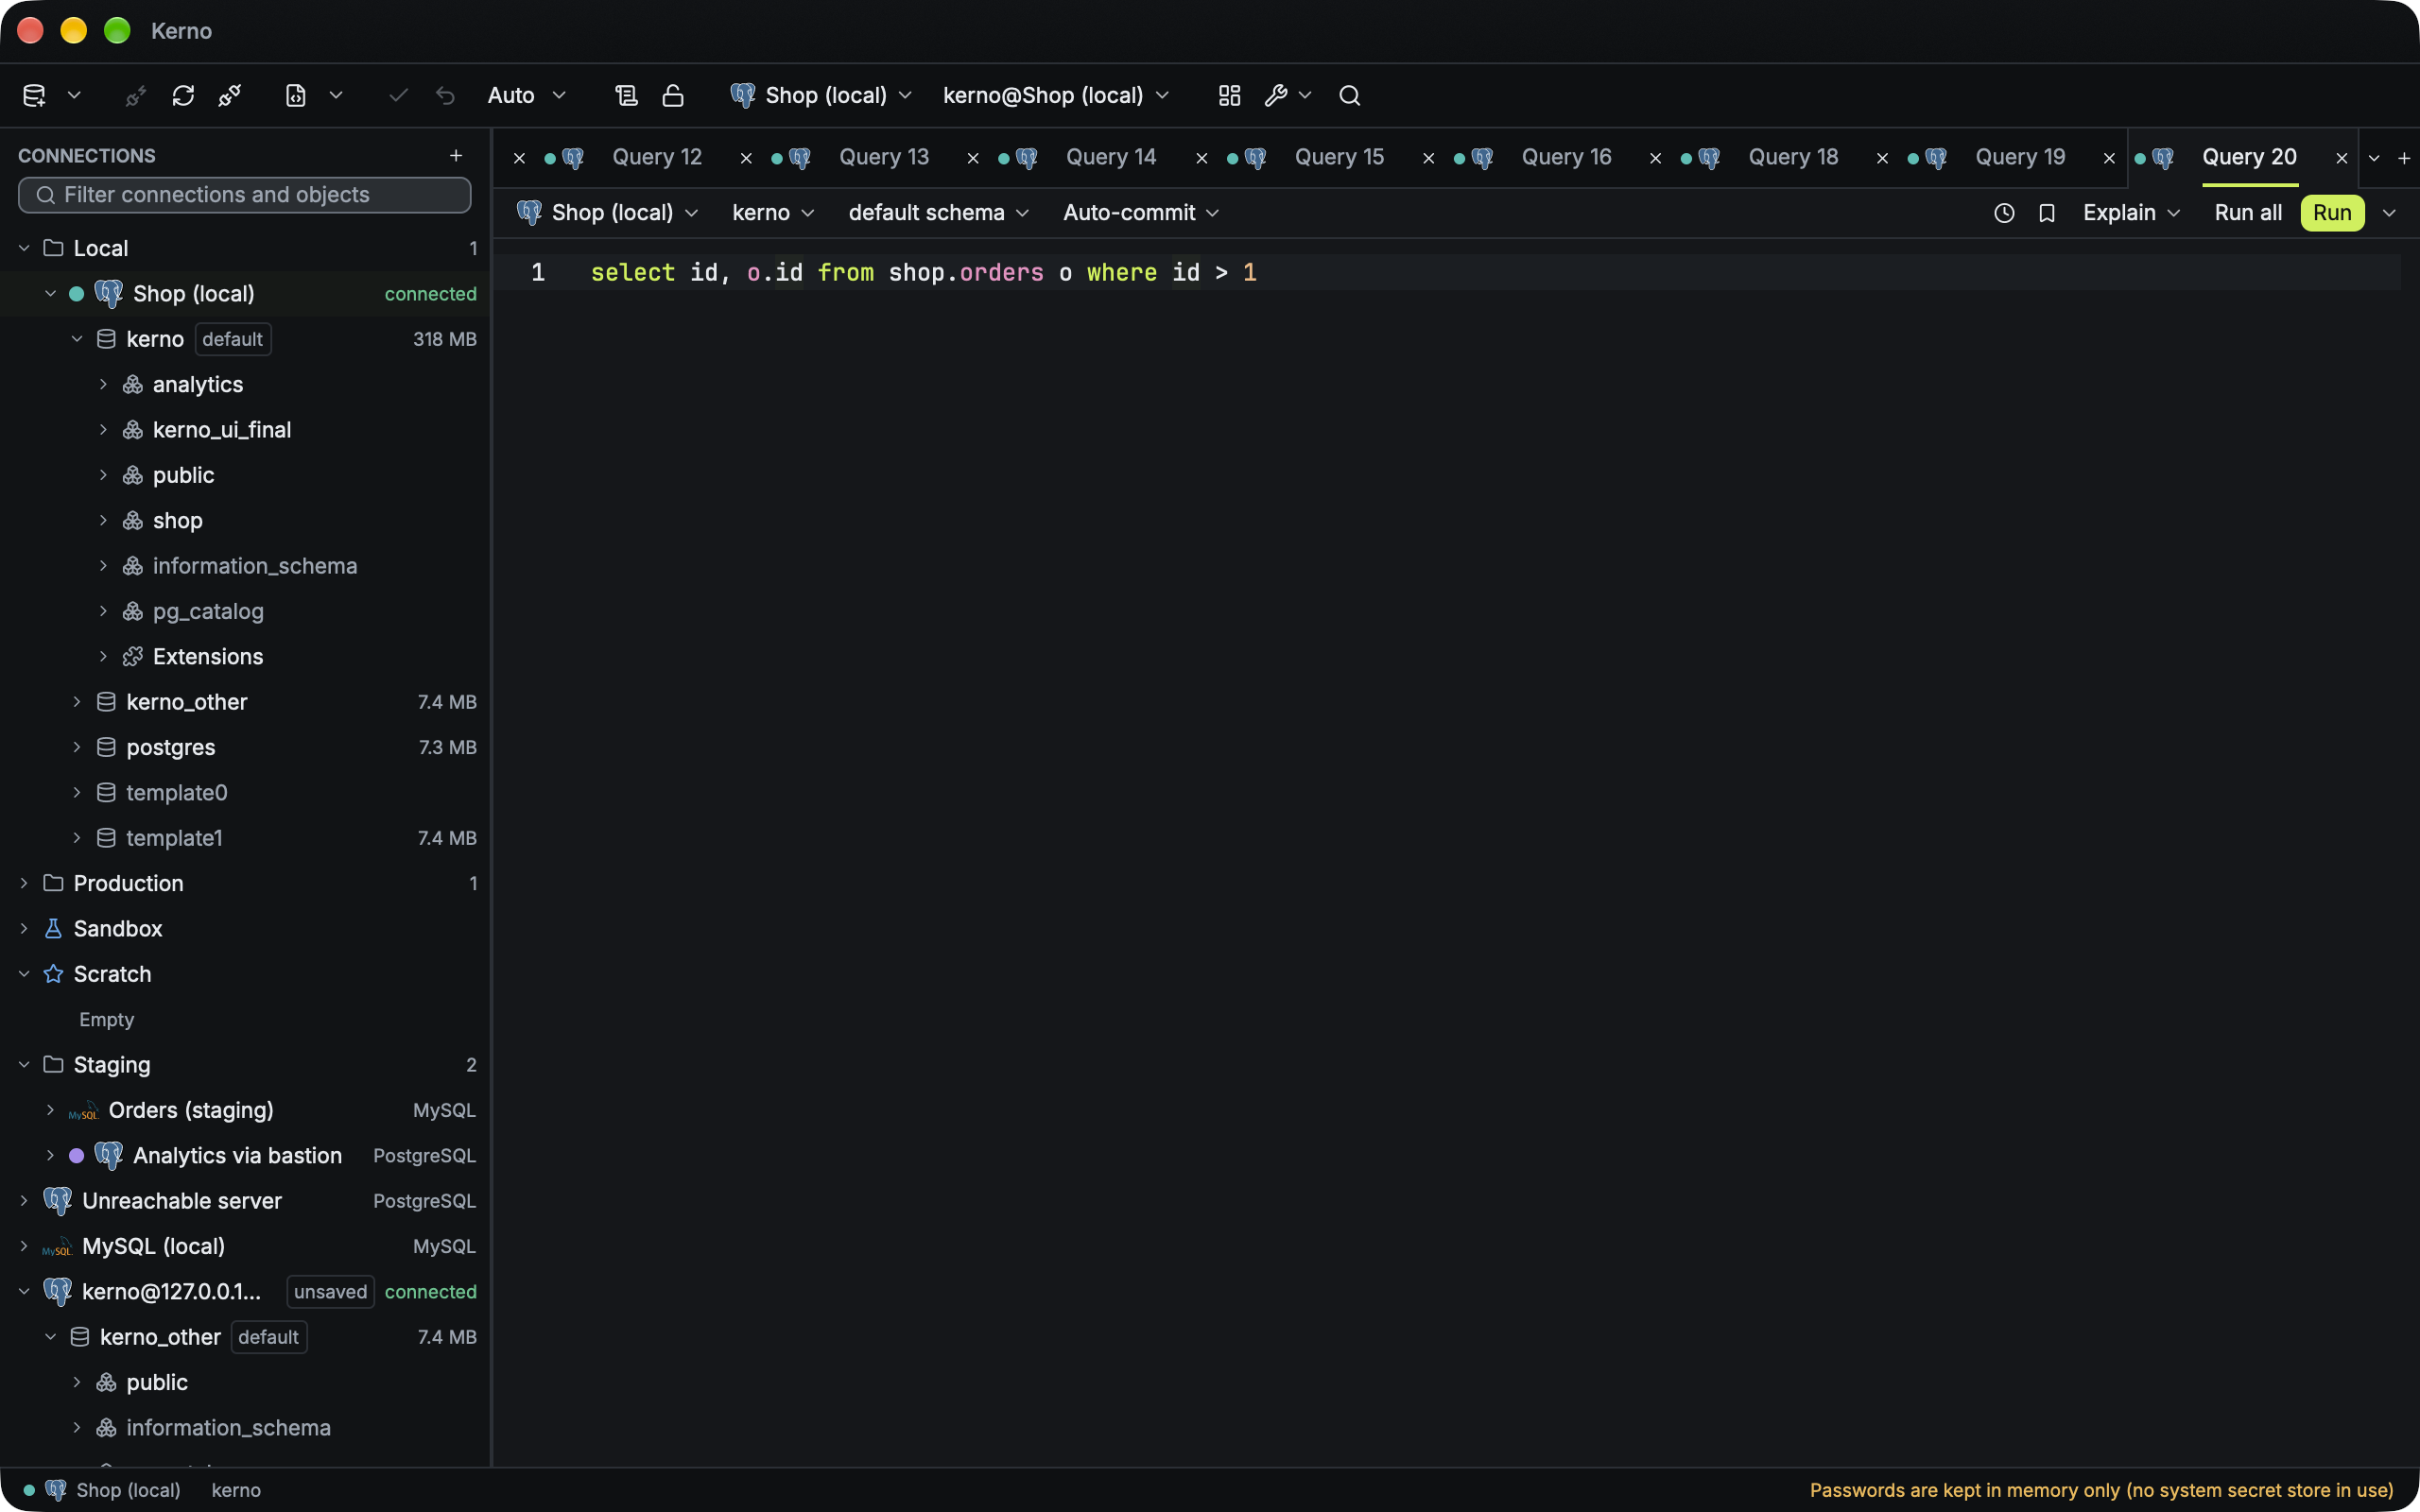 Kerno
Auto
Shop (local)
kerno@Shop (local)
CONNECTIONS
Filter connections and objects
Local 1
Shop (local) connected
kerno default 318 MB
analytics
kerno_ui_final
public
shop
information_schema
pg_catalog
Extensions
kerno_other 7.4 MB
postgres 7.3 MB
template0
template1 7.4 MB
Production 1
Sandbox
Scratch
Empty
Staging 2
MySQL Orders (staging) MySQL
Analytics via bastion PostgreSQL
Unreachable server PostgreSQL
MySQL MySQL (local) MySQL
kerno@127.0.0.1... unsaved connected
kerno_other default 7.4 MB
public
information_schema
Query 12 Query 13 Query 14 Query 15 Query 16 Query 18 Query 19 Query 20
Shop (local) kerno default schema Auto-commit Explain Run all Run
1 select id, o.id from shop.orders o where id > 1
Shop (local) kerno
Passwords are kept in memory only (no system secret store in use)